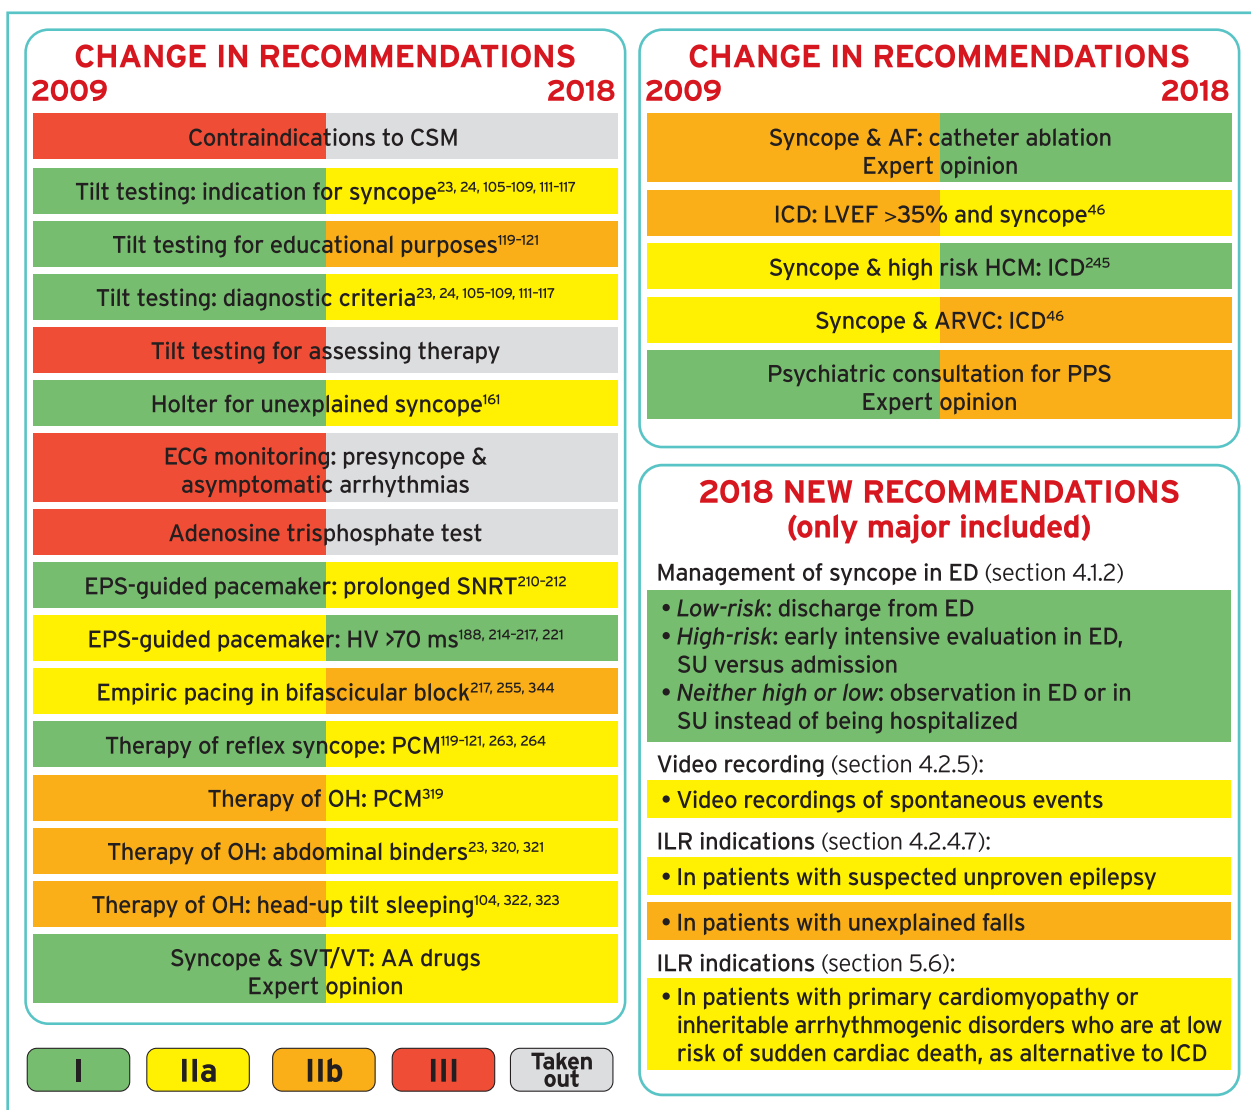 CHANGE IN RECOMMENDATIONS
2009 2018
Contraindications to CSM
Tilt testing: indication for syncope23, 24, 105-109, 111-117
Tilt testing for educational purposes119-121
Tilt testing: diagnostic criteria23, 24, 105-109, 111-117
Tilt testing for assessing therapy
Holter for unexplained syncope161
ECG monitoring: presyncope &
asymptomatic arrhythmias
Adenosine trisphosphate test
EPS-guided pacemaker: prolonged SNRT210-212
EPS-guided pacemaker: HV >70 ms188, 214-217, 221
Empiric pacing in bifascicular block217, 255, 344
Therapy of reflex syncope: PCM119-121, 263, 264
Therapy of OH: PCM319
Therapy of OH: abdominal binders23, 320, 321
Therapy of OH: head-up tilt sleeping104, 322, 323
Syncope & SVT/VT: AA drugs
Expert opinion
I
IIa
IIb
III
Taken
out
CHANGE IN RECOMMENDATIONS
2009 2018
Syncope & AF: catheter ablation
Expert opinion
ICD: LVEF >35% and syncope46
Syncope & high risk HCM: ICD245
Syncope & ARVC: ICD46
Psychiatric consultation for PPS
Expert opinion
2018 NEW RECOMMENDATIONS
(only major included)
Management of syncope in ED (section 4.1.2)
• Low-risk: discharge from ED
• High-risk: early intensive evaluation in ED,
SU versus admission
• Neither high or low: observation in ED or in
SU instead of being hospitalized
Video recording (section 4.2.5):
• Video recordings of spontaneous events
ILR indications (section 4.2.4.7):
• In patients with suspected unproven epilepsy
• In patients with unexplained falls
ILR indications (section 5.6):
• In patients with primary cardiomyopathy or
inheritable arrhythmogenic disorders who are at low
risk of sudden cardiac death, as alternative to ICD